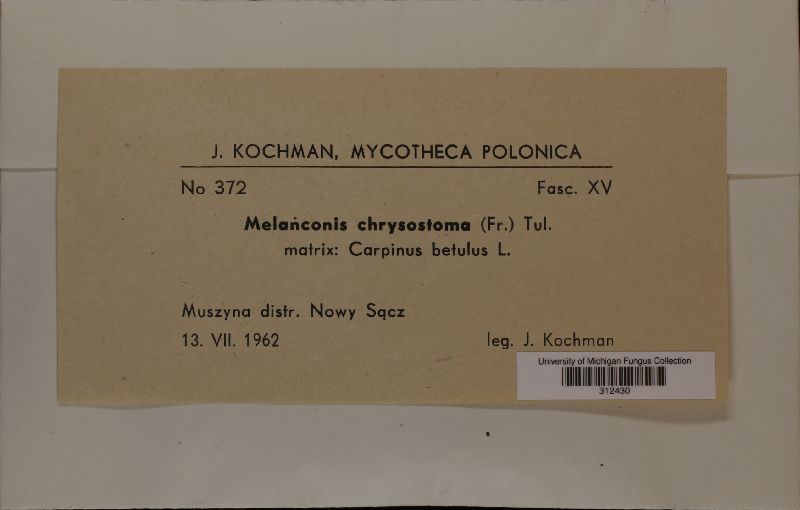 J. KOCHMAN, MYCOTHECA POLONICA
No 372 Fasc. XV
Melańconis chrysostoma (Fr.) Tul.
matrix: Carpinus betulus L.
Muszyna distr. Nowy Sącz
13. VII. 1962 leg. J. Kochman
University of Michigan Fungus Collection
312430